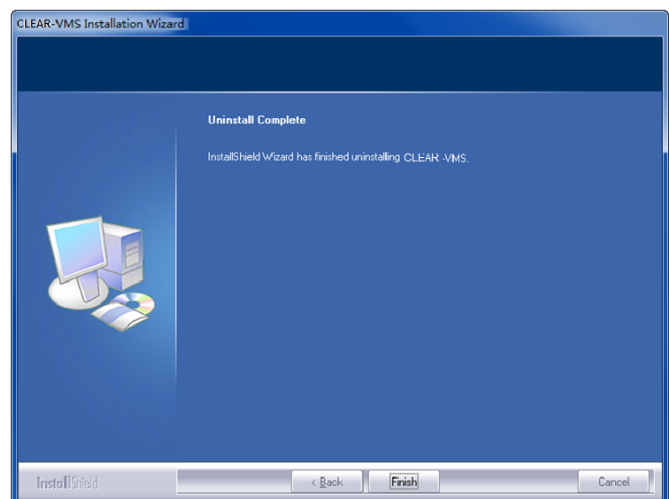 CLEAR-VMS Installation Wizard
Uninstall Complete
InstallShield Wizard has finished uninstalling CLEAR -VMS.
InstallShield
< Back
Finish
Cancel